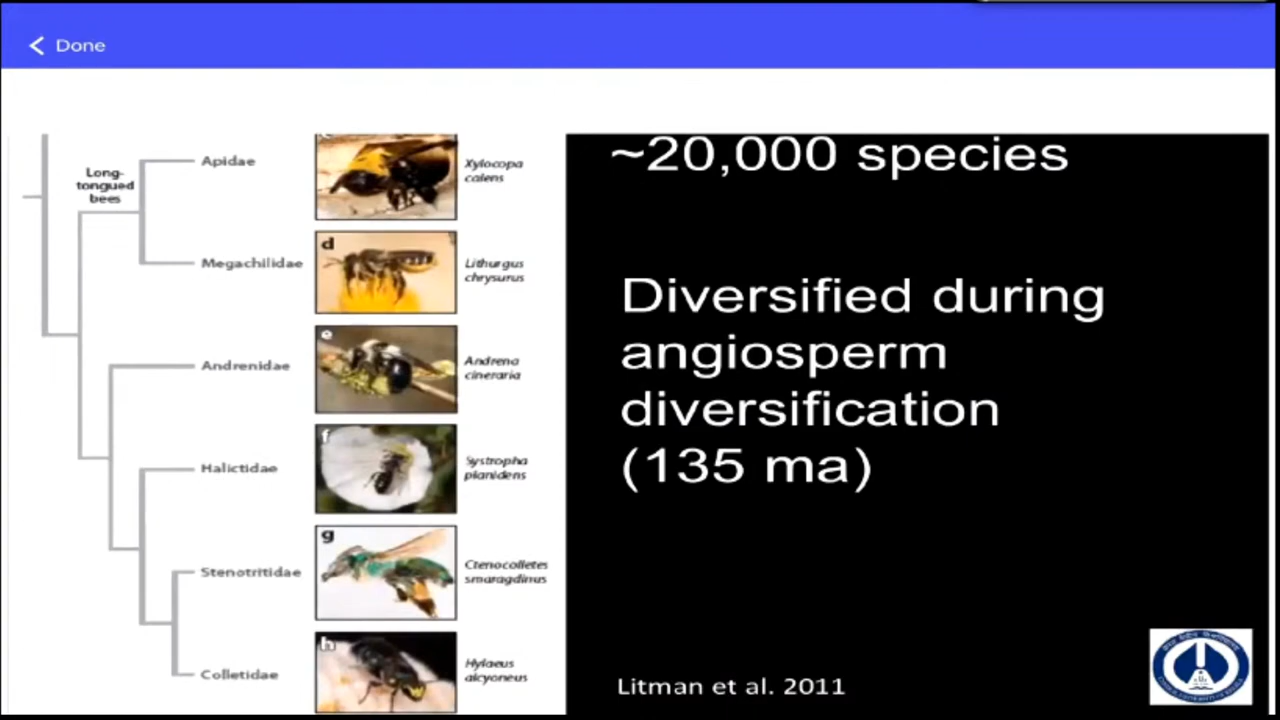 Done
~20,000 species
Long-
tongued
bees
Apidae
Xylocopa
calens
Megachilidae
d
Lithurgus
chrysurus
Andrenidae
e
Andrena
cineraria
Halictidae
f
Systropha
planidens
Stenotritidae
g
Ctenocolletes
smaragdinus
Colletidae
h
Hylaeus
alcyoneus
Diversified during
angiosperm
diversification
(135 ma)
Litman et al. 2011